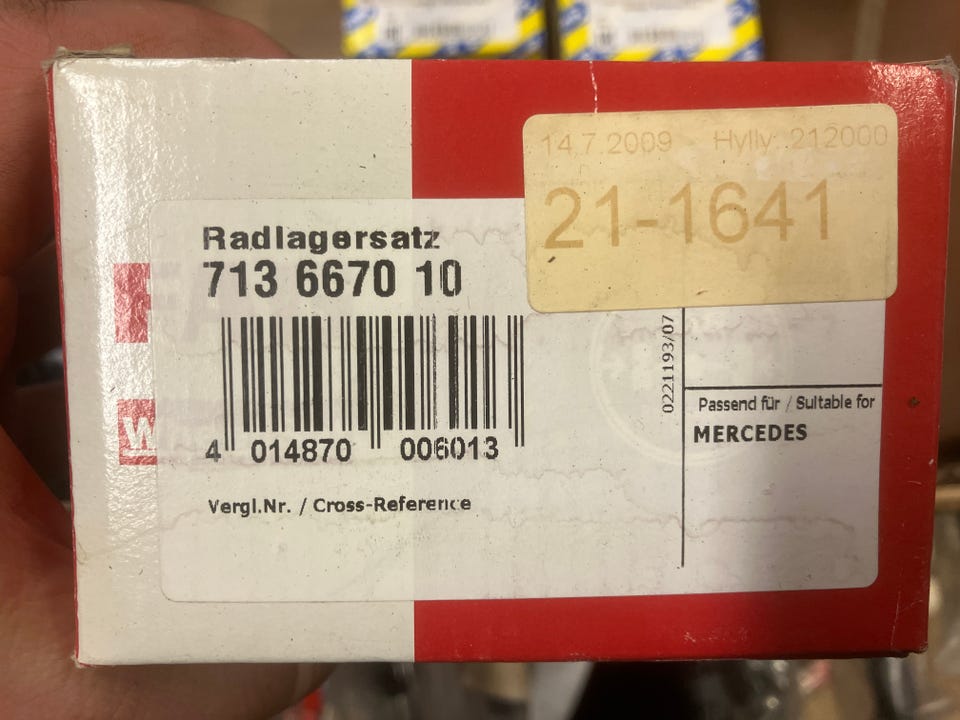 14.7.2009 Hylly: 212000
21-1641
Radlagersatz
713 6670 10
4 014870 006013
0221193/07
Passend für / Suitable for
MERCEDES
Vergl.Nr. / Cross-Reference